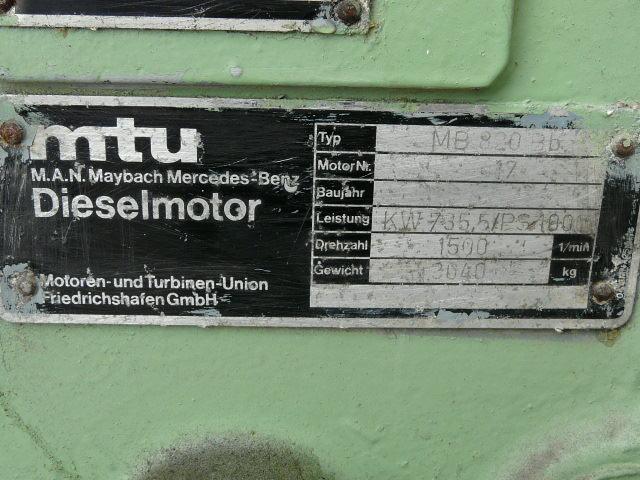 mtu
M.A.N. Maybach Mercedes-Benz
Dieselmotor
Motoren- und Turbinen-Union
Friedrichshafen GmbH
Typ MB
Motor Nr.
Baujahr
Leistung KW 735,5/PS 1000
Drehzahl 1500 1/min
Gewicht 3040 kg